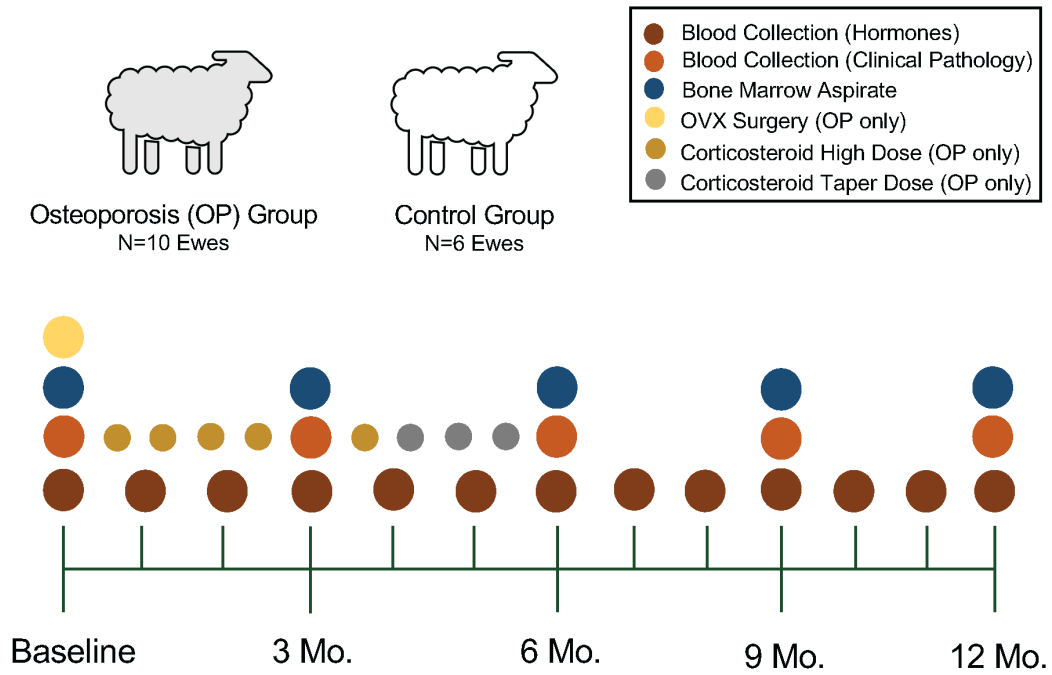 Blood Collection (Hormones)
Blood Collection (Clinical Pathology)
Bone Marrow Aspirate
OVX Surgery (OP only)
Corticosteroid High Dose (OP only)
Corticosteroid Taper Dose (OP only)
Osteoporosis (OP) Group
N=10 Ewes
Control Group
N=6 Ewes
Baseline
3 Mo.
6 Mo.
9 Mo.
12 Mo.